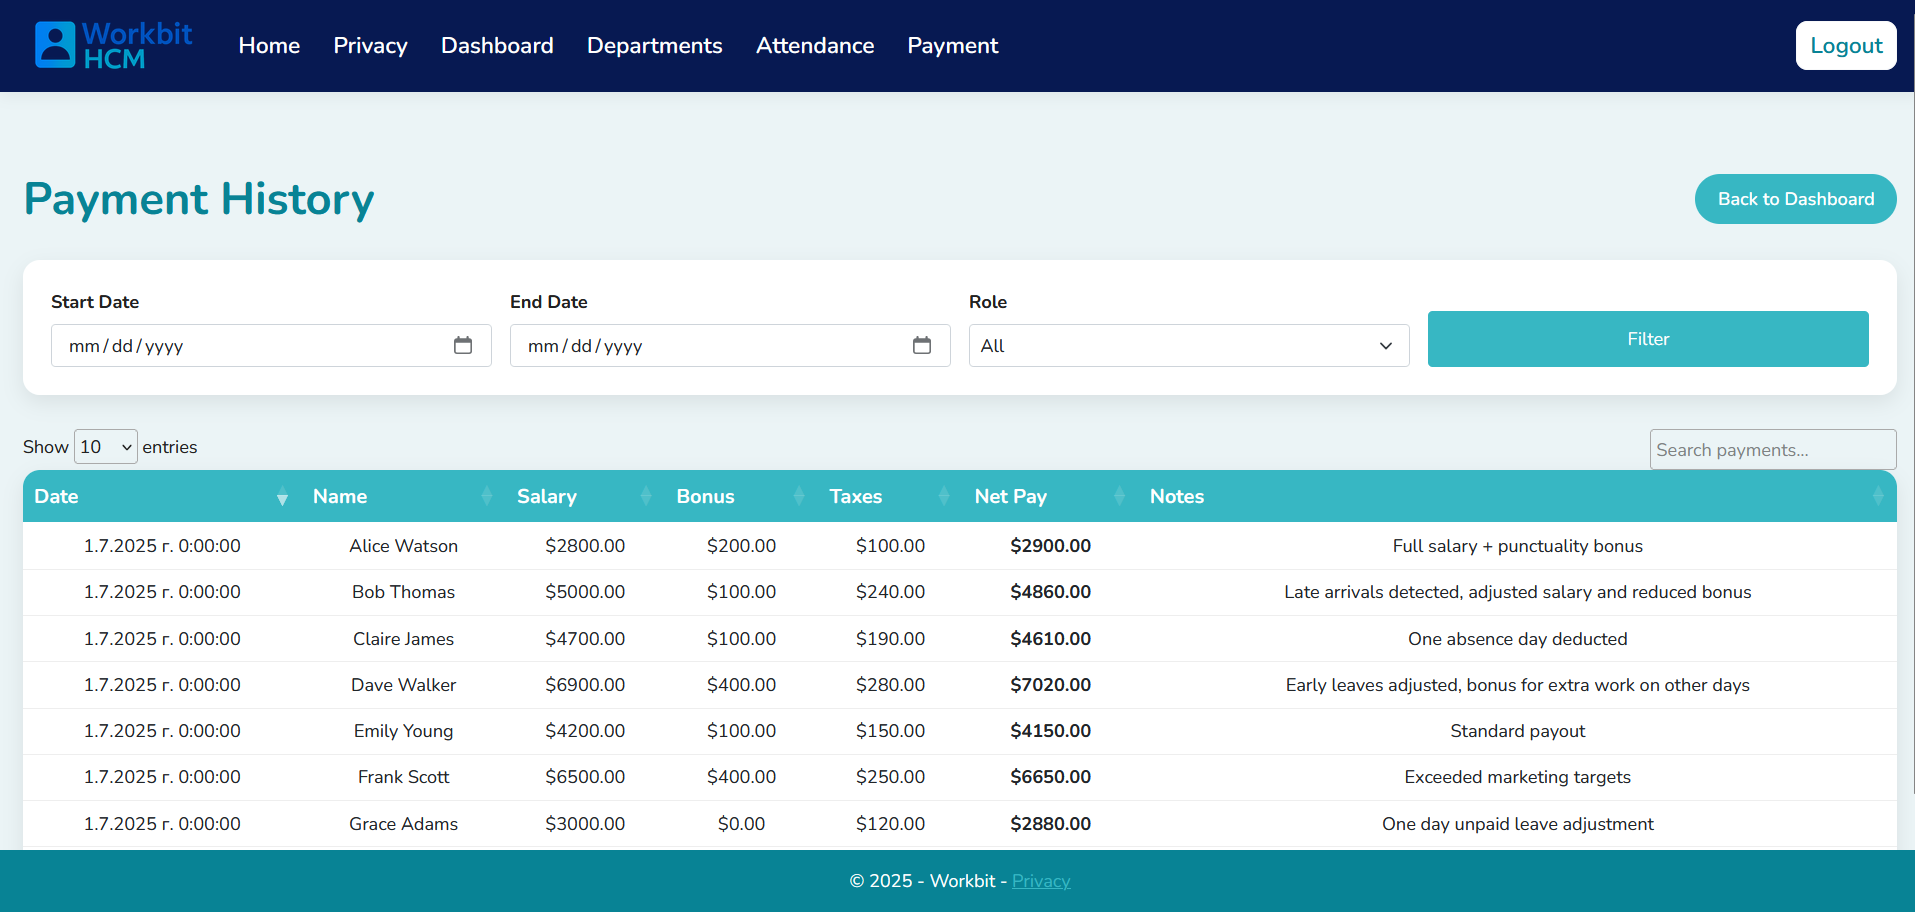 Workbit
HCM
Home Privacy Dashboard Departments Attendance Payment
Logout
Payment History
Back to Dashboard
Start Date End Date Role
mm/dd/yyyy mm/dd/yyyy All Filter
Show 10 entries
Search payments...
Date Name Salary Bonus Taxes Net Pay Notes
1.7.2025 г. 0:00:00 Alice Watson $2800.00 $200.00 $100.00 $2900.00 Full salary + punctuality bonus
1.7.2025 г. 0:00:00 Bob Thomas $5000.00 $100.00 $240.00 $4860.00 Late arrivals detected, adjusted salary and reduced bonus
1.7.2025 г. 0:00:00 Claire James $4700.00 $100.00 $190.00 $4610.00 One absence day deducted
1.7.2025 г. 0:00:00 Dave Walker $6900.00 $400.00 $280.00 $7020.00 Early leaves adjusted, bonus for extra work on other days
1.7.2025 г. 0:00:00 Emily Young $4200.00 $100.00 $150.00 $4150.00 Standard payout
1.7.2025 г. 0:00:00 Frank Scott $6500.00 $400.00 $250.00 $6650.00 Exceeded marketing targets
1.7.2025 г. 0:00:00 Grace Adams $3000.00 $0.00 $120.00 $2880.00 One day unpaid leave adjustment
© 2025 - Workbit - Privacy